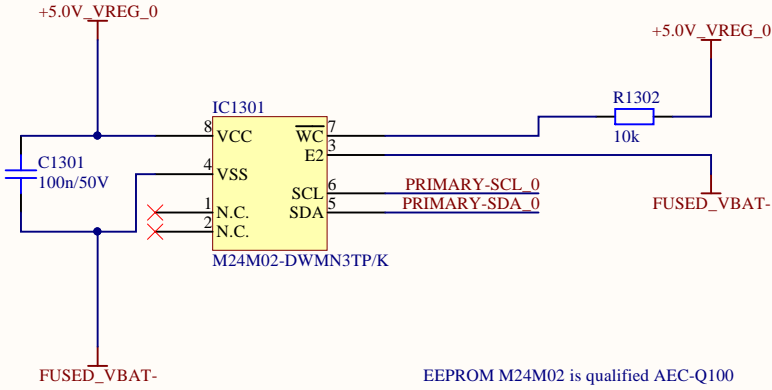 +5.0V_VREG_0
+5.0V_VREG_0
R1302
10k
IC1301
8 VCC
WC 7
E2 3
C1301
100n/50V
4 VSS
SCL 6 PRIMARY-SCL_0
1 N.C.
SDA 5 PRIMARY-SDA_0
2 N.C.
FUSED_VBAT-
M24M02-DWMN3TP/K
FUSED_VBAT-
EEPROM M24M02 is qualified AEC-Q100